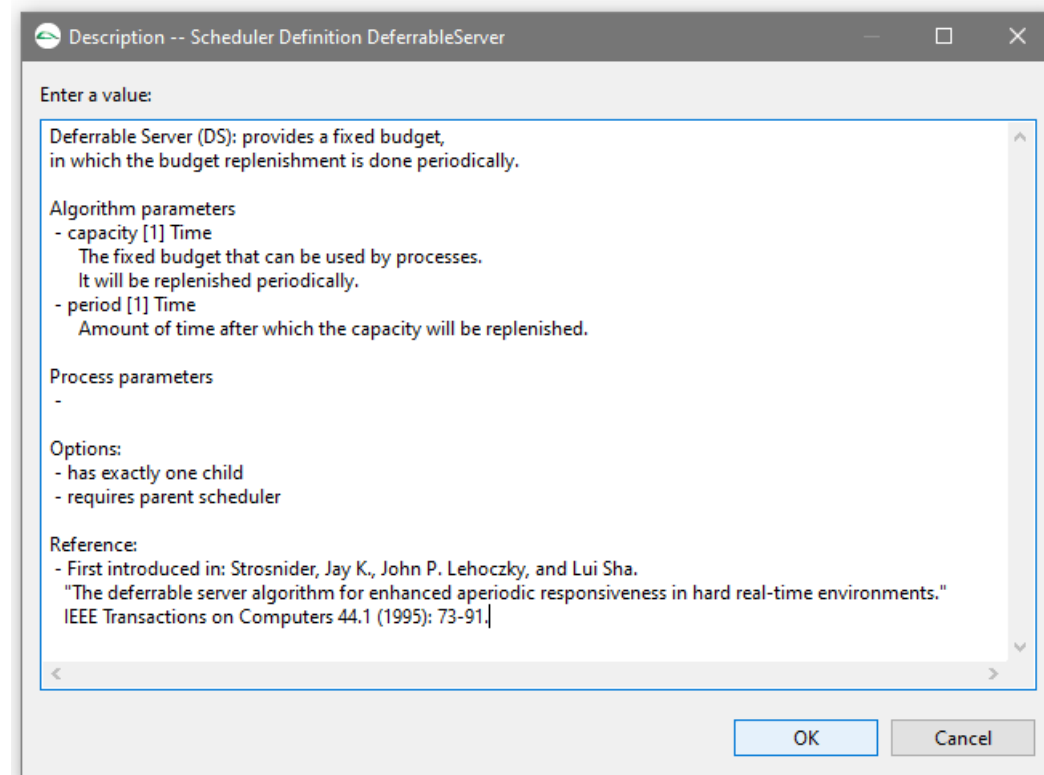 Description -- Scheduler Definition DeferrableServer
Enter a value:
Deferrable Server (DS): provides a fixed budget,
in which the budget replenishment is done periodically.
Algorithm parameters
- capacity [1] Time
The fixed budget that can be used by processes.
It will be replenished periodically.
- period [1] Time
Amount of time after which the capacity will be replenished.
Process parameters
-
Options:
- has exactly one child
- requires parent scheduler
Reference:
- First introduced in: Strosnider, Jay K., John P. Lehoczky, and Lui Sha.
"The deferrable server algorithm for enhanced aperiodic responsiveness in hard real-time environments."
IEEE Transactions on Computers 44.1 (1995): 73-91.
OK Cancel